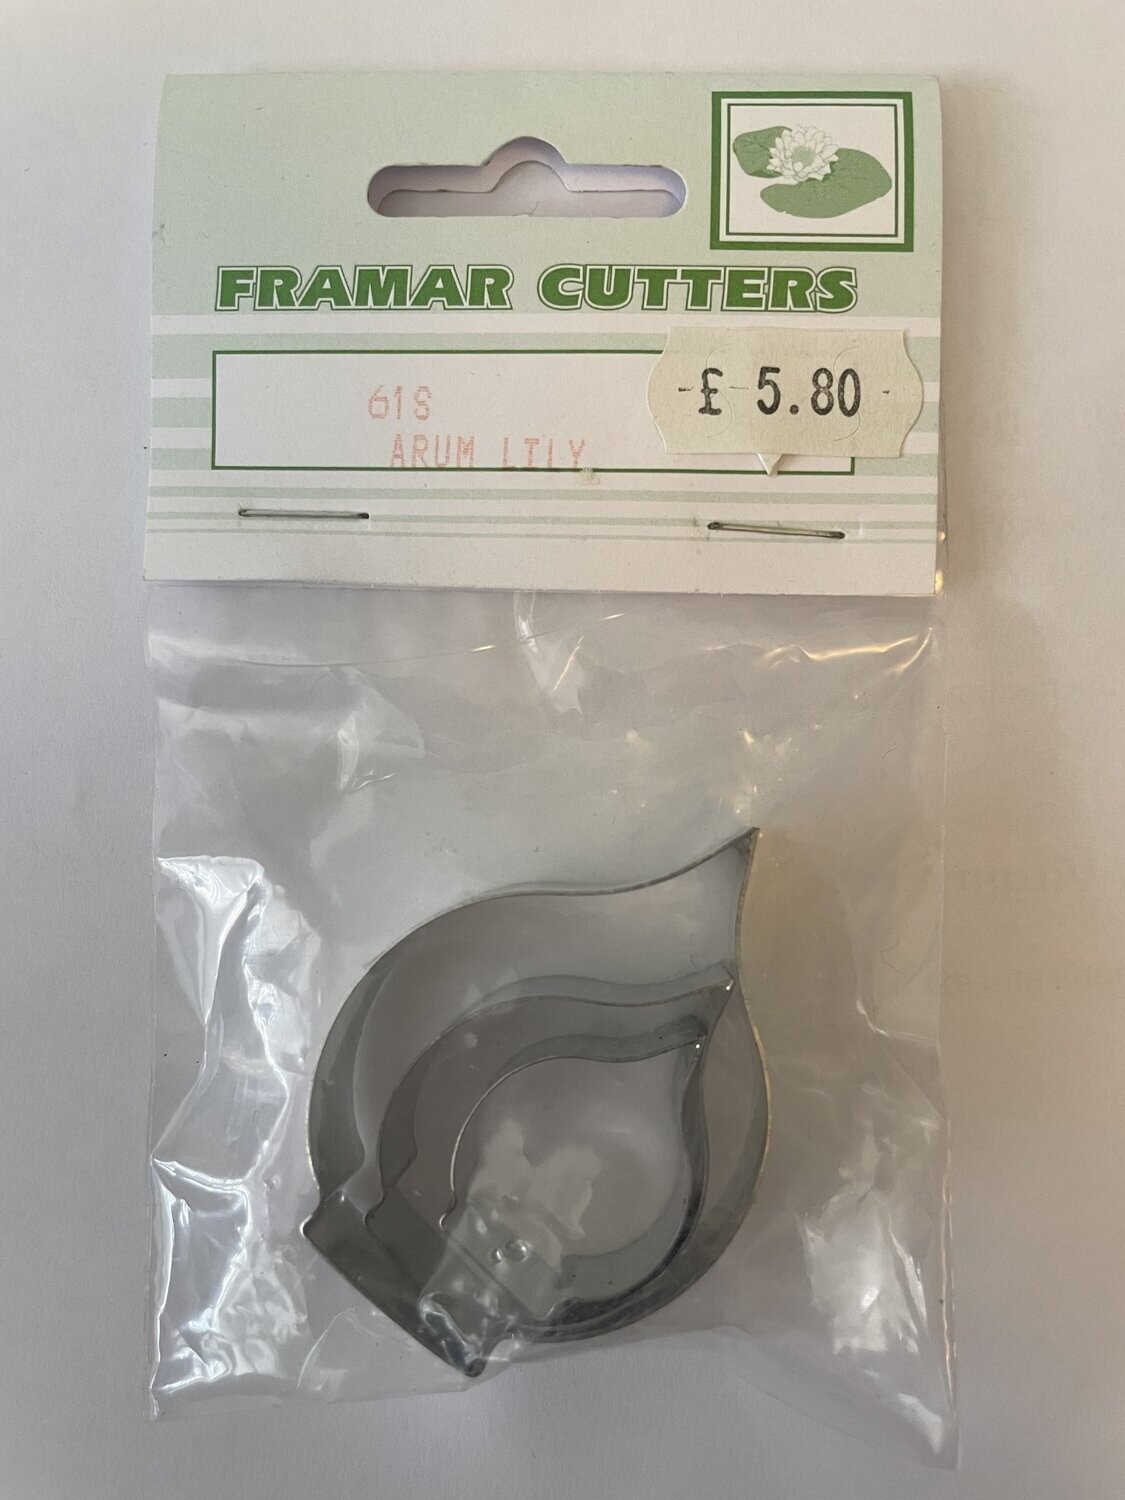 FRAMAR CUTTERS
£ 5.80
61S
ARUM LILY